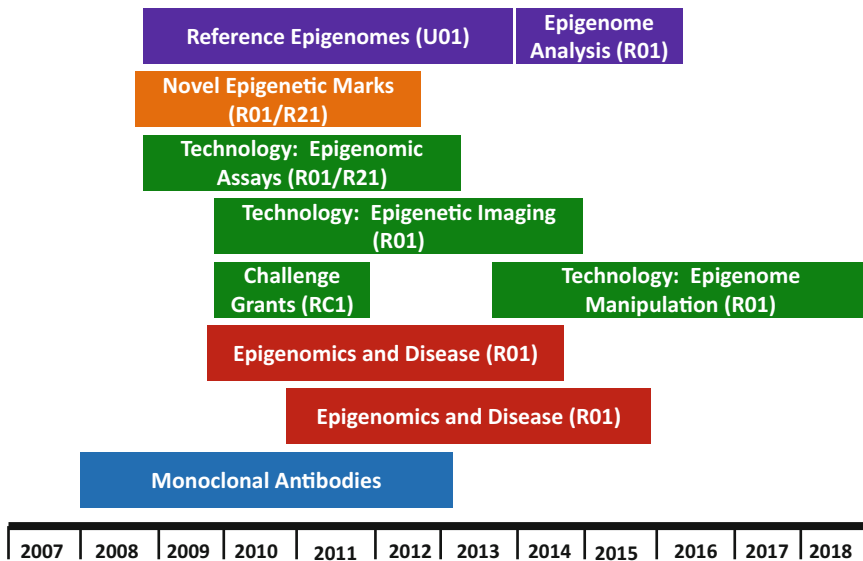 Reference Epigenomes (U01)
Epigenome
Analysis (R01)
Novel Epigenetic Marks
(R01/R21)
Technology: Epigenomic
Assays (R01/R21)
Technology: Epigenetic Imaging
(R01)
Challenge
Grants (RC1)
Technology: Epigenome
Manipulation (R01)
Epigenomics and Disease (R01)
Epigenomics and Disease (R01)
Monoclonal Antibodies
2007 2008 2009 2010 2011 2012 2013 2014 2015 2016 2017 2018